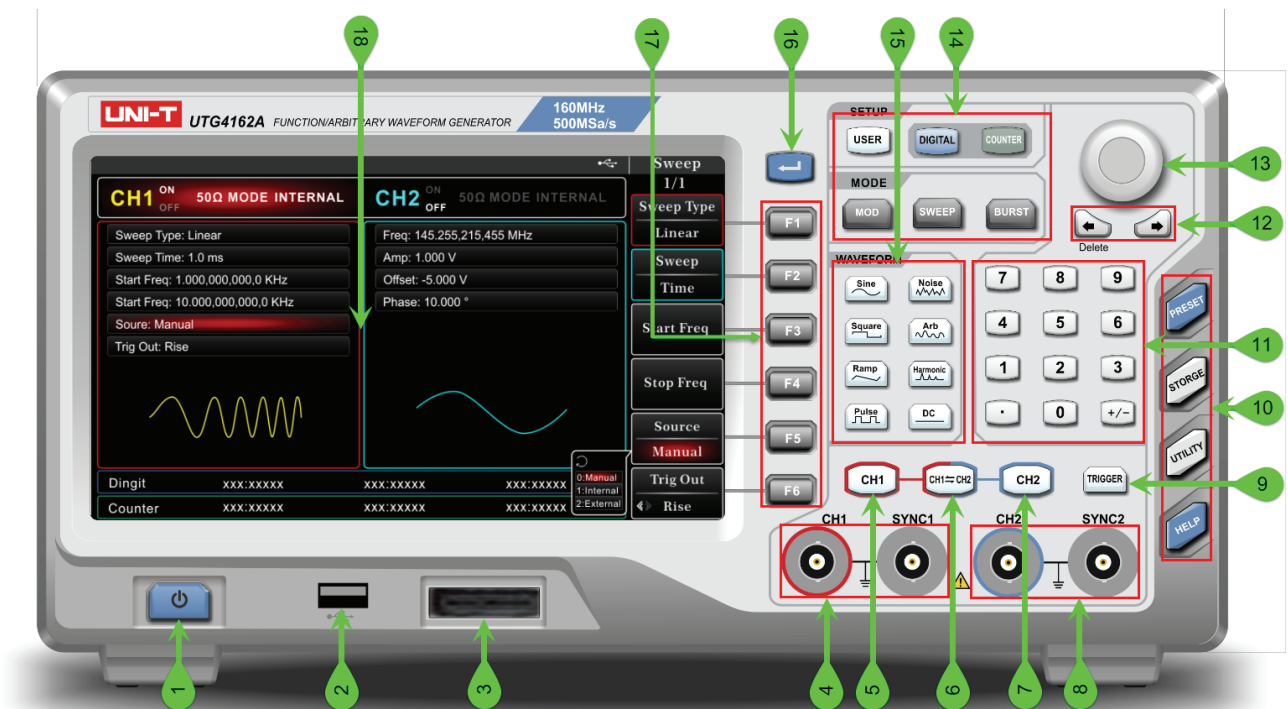 18
17
16
15
14
UNI-T UTG4162A FUNCTION/ARBITRARY WAVEFORM GENERATOR
160MHz
500MSa/s
SETUP
USER
DIGITAL
COUNTER
13
MODE
MOD
SWEEP
BURST
12
Delete
Sweep
1/1
CH1 ON OFF 50Ω MODE INTERNAL
CH2 ON OFF 50Ω MODE INTERNAL
Sweep Type: Linear
Sweep Time: 1.0 ms
Start Freq: 1.000,000,000,0 KHz
Start Freq: 10.000,000,000,0 KHz
Soure: Manual
Trig Out: Rise
Freq: 145.255,215,455 MHz
Amp: 1.000 V
Offset: -5.000 V
Phase: 10.000 °
Sweep Type
Linear
Sweep
Time
Start Freq
Stop Freq
Source
Manual
Trig Out
Rise
0:Manual
1:Internal
2:External
Dingit xxx:xxxxx xxx:xxxxx xxx:xxxxx
Counter xxx:xxxxx xxx:xxxxx xxx:xxxxx
F1
F2
F3
F4
F5
F6
WAVEFORM
Sine
Noise
Square
Arb
Ramp
Harmonic
Pulse
DC
7 8 9
4 5 6
1 2 3
· 0 +/−
11
PRESET
STORGE
UTILITY
HELP
10
CH1
CH1⇆CH2
CH2
TRIGGER
9
CH1
SYNC1
CH2
SYNC2
1
2
3
4
5
6
7
8